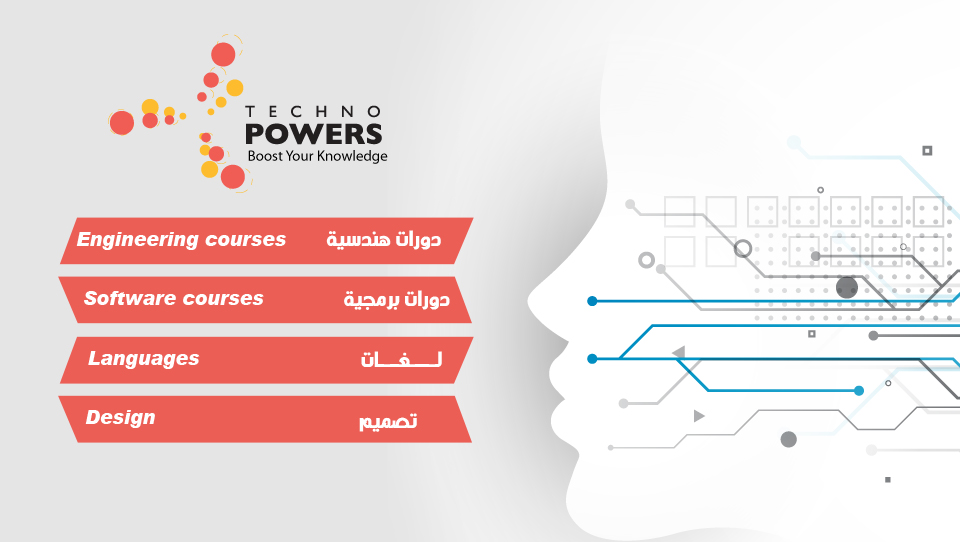 TECHNO
POWERS
Boost Your Knowledge
Engineering courses دورات هندسية
Software courses دورات برمجية
Languages لـــغـــات
Design تصميم